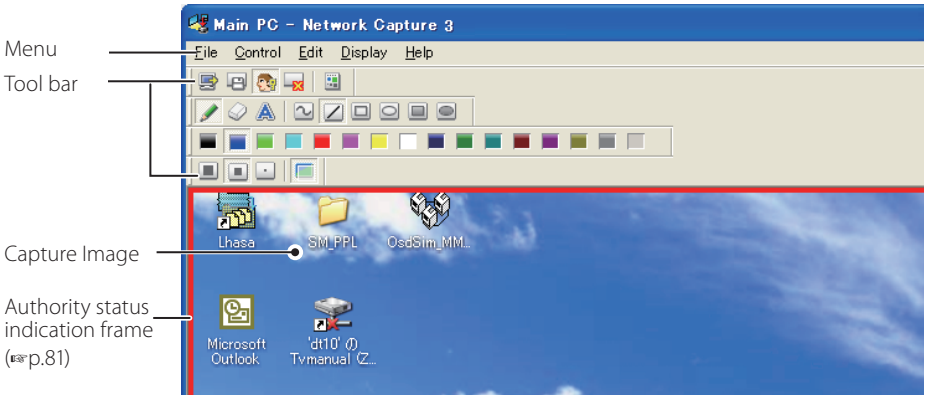 Main PC - Network Capture 3
Menu
File Control Edit Display Help
Tool bar
A
Lhasa SM_PPL OsdSim_MM...
Capture Image
Authority status
indication frame
(☞p.81)
Microsoft
Outlook
'dt10' の
Tvmanual (Z...